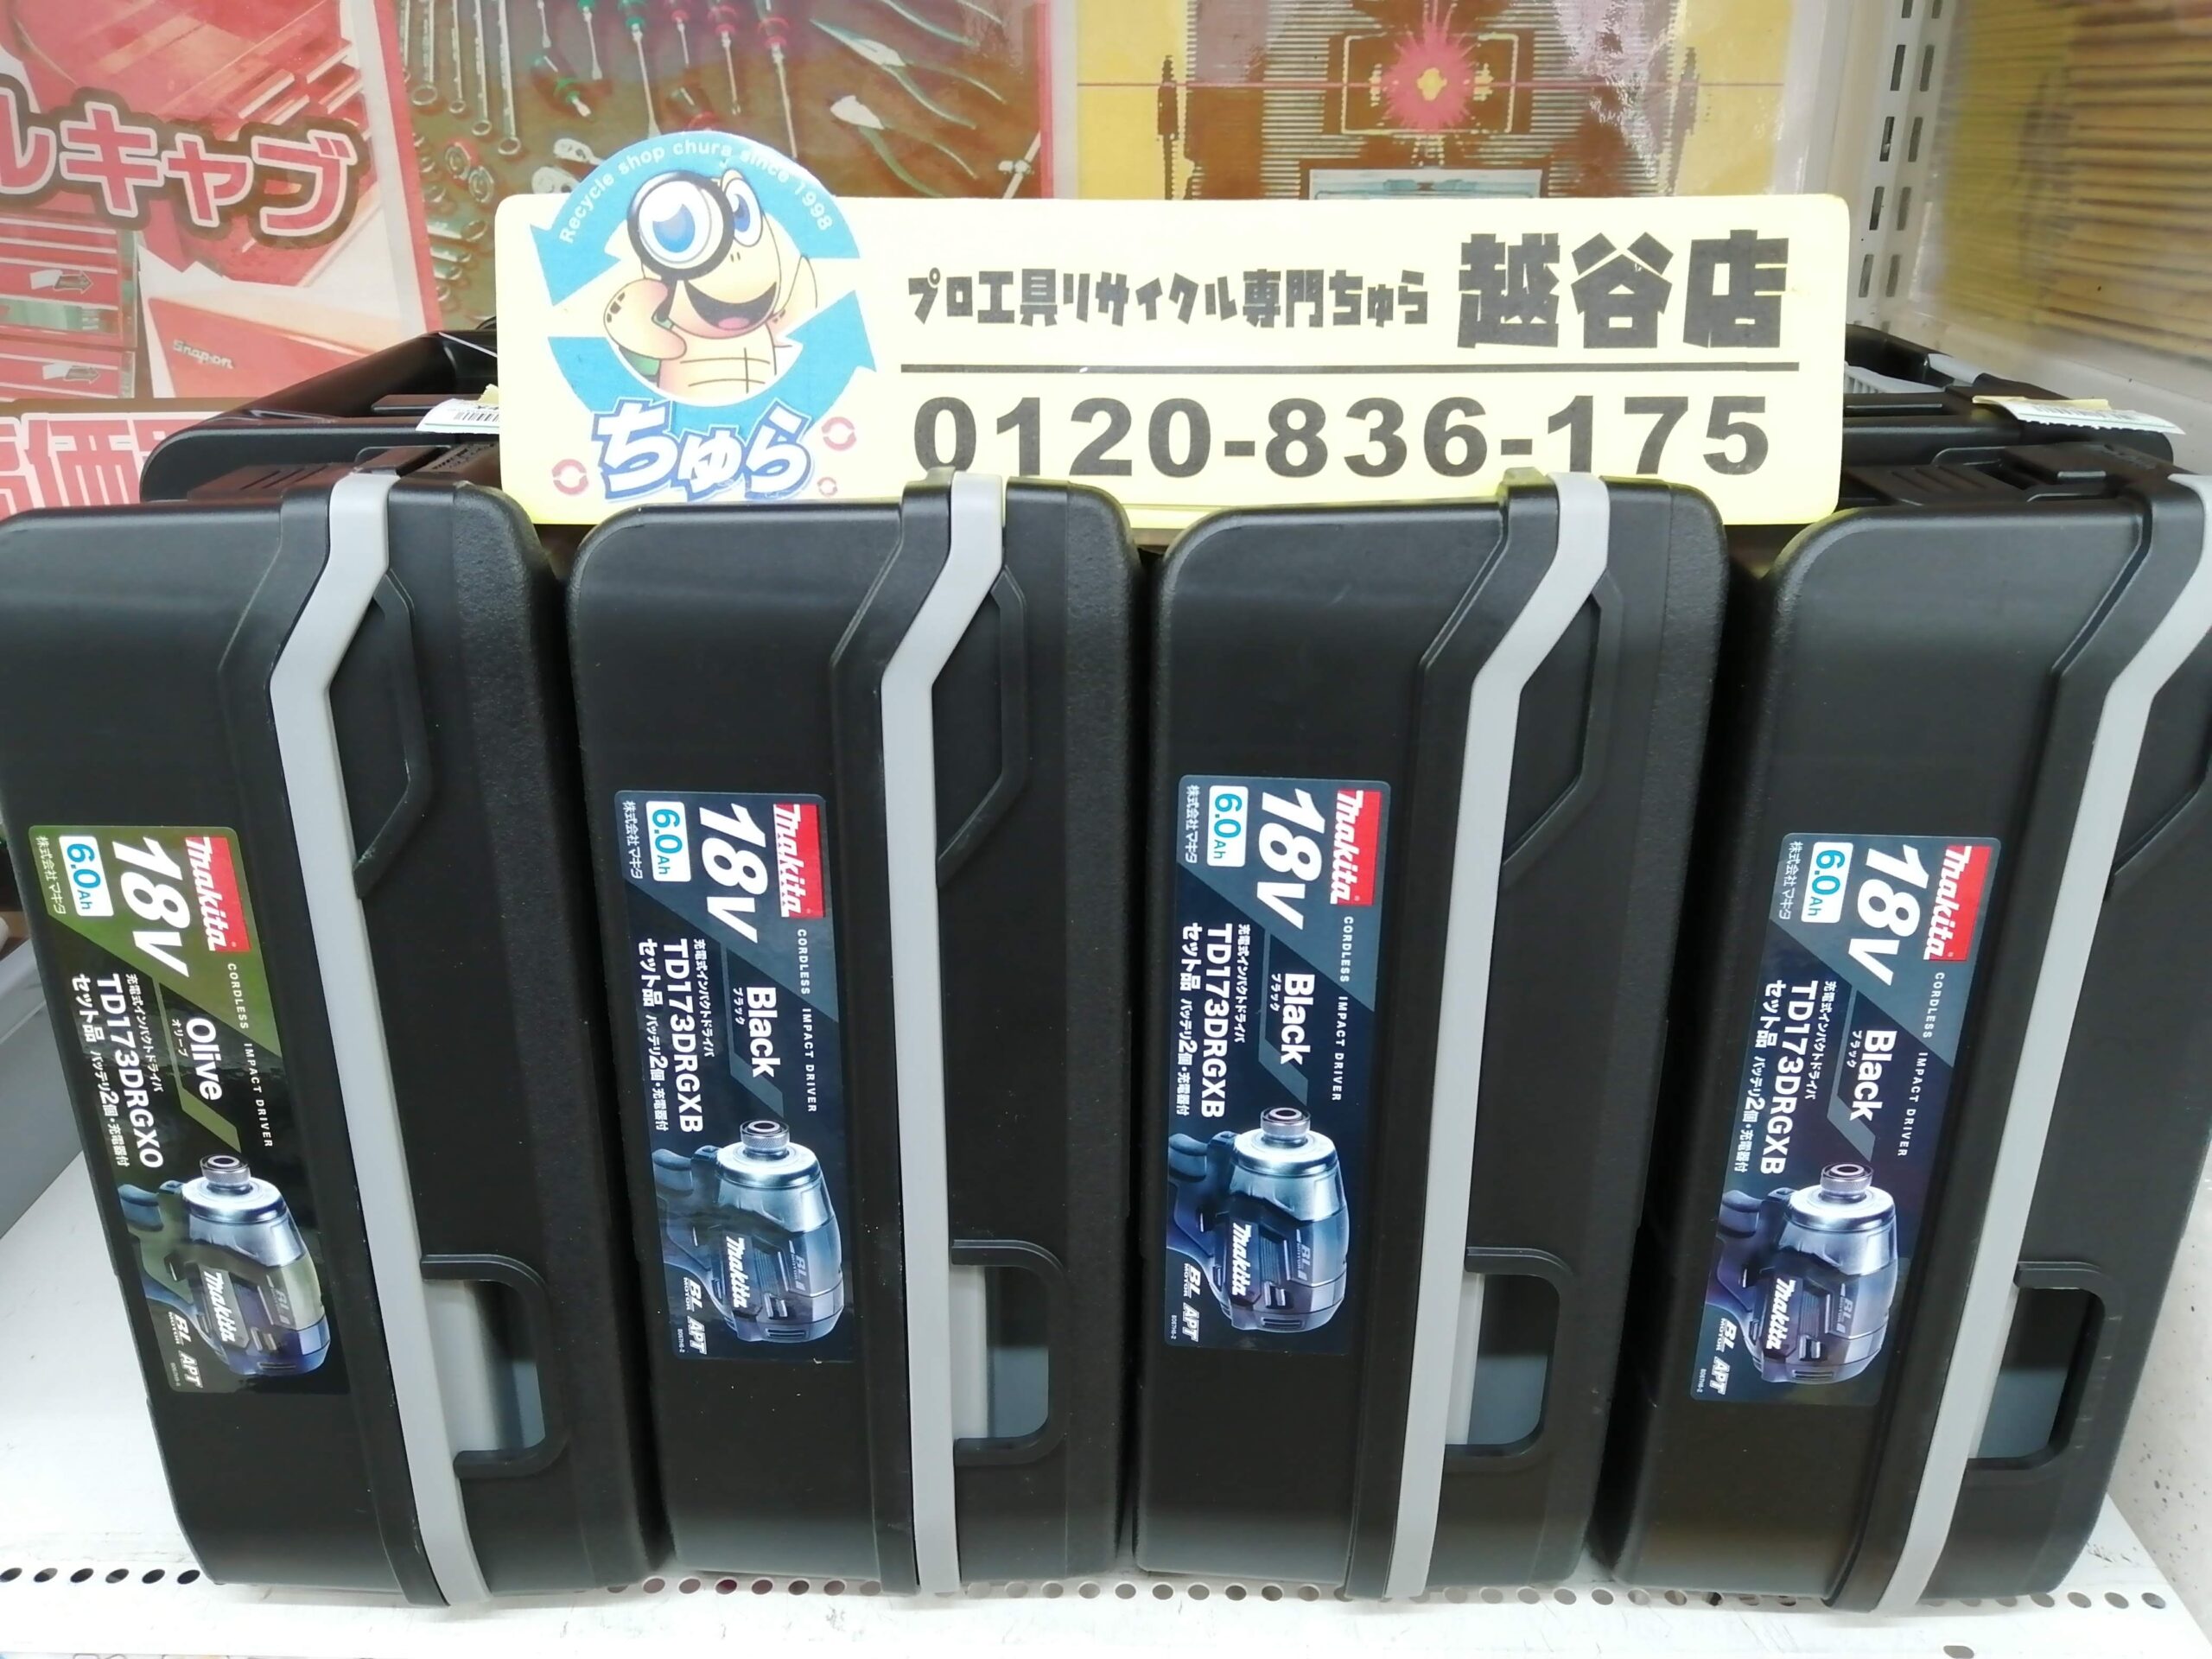 ルキャブ
Snap-on
価
Recycle shop chura since 1998
ちゅら
プロ工具リサイクル専門ちゅら 越谷店
0120-836-175
makita
18V
6.0Ah
株式会社マキタ
CORDLESS IMPACT DRIVER
Olive
オリーブ
充電式インパクトドライバ
TD173DRGXO
セット品 バッテリ2個・充電器付
makita
BL MOTOR APT
makita
18V
6.0Ah
株式会社マキタ
CORDLESS IMPACT DRIVER
Black
ブラック
充電式インパクトドライバ
TD173DRGXB
セット品 バッテリ2個・充電器付
makita
BL MOTOR APT
makita
18V
6.0Ah
株式会社マキタ
CORDLESS IMPACT DRIVER
Black
ブラック
充電式インパクトドライバ
TD173DRGXB
セット品 バッテリ2個・充電器付
makita
BL MOTOR APT
makita
18V
6.0Ah
株式会社マキタ
CORDLESS IMPACT DRIVER
Black
ブラック
充電式インパクトドライバ
TD173DRGXB
セット品 バッテリ2個・充電器付
makita
BL MOTOR APT